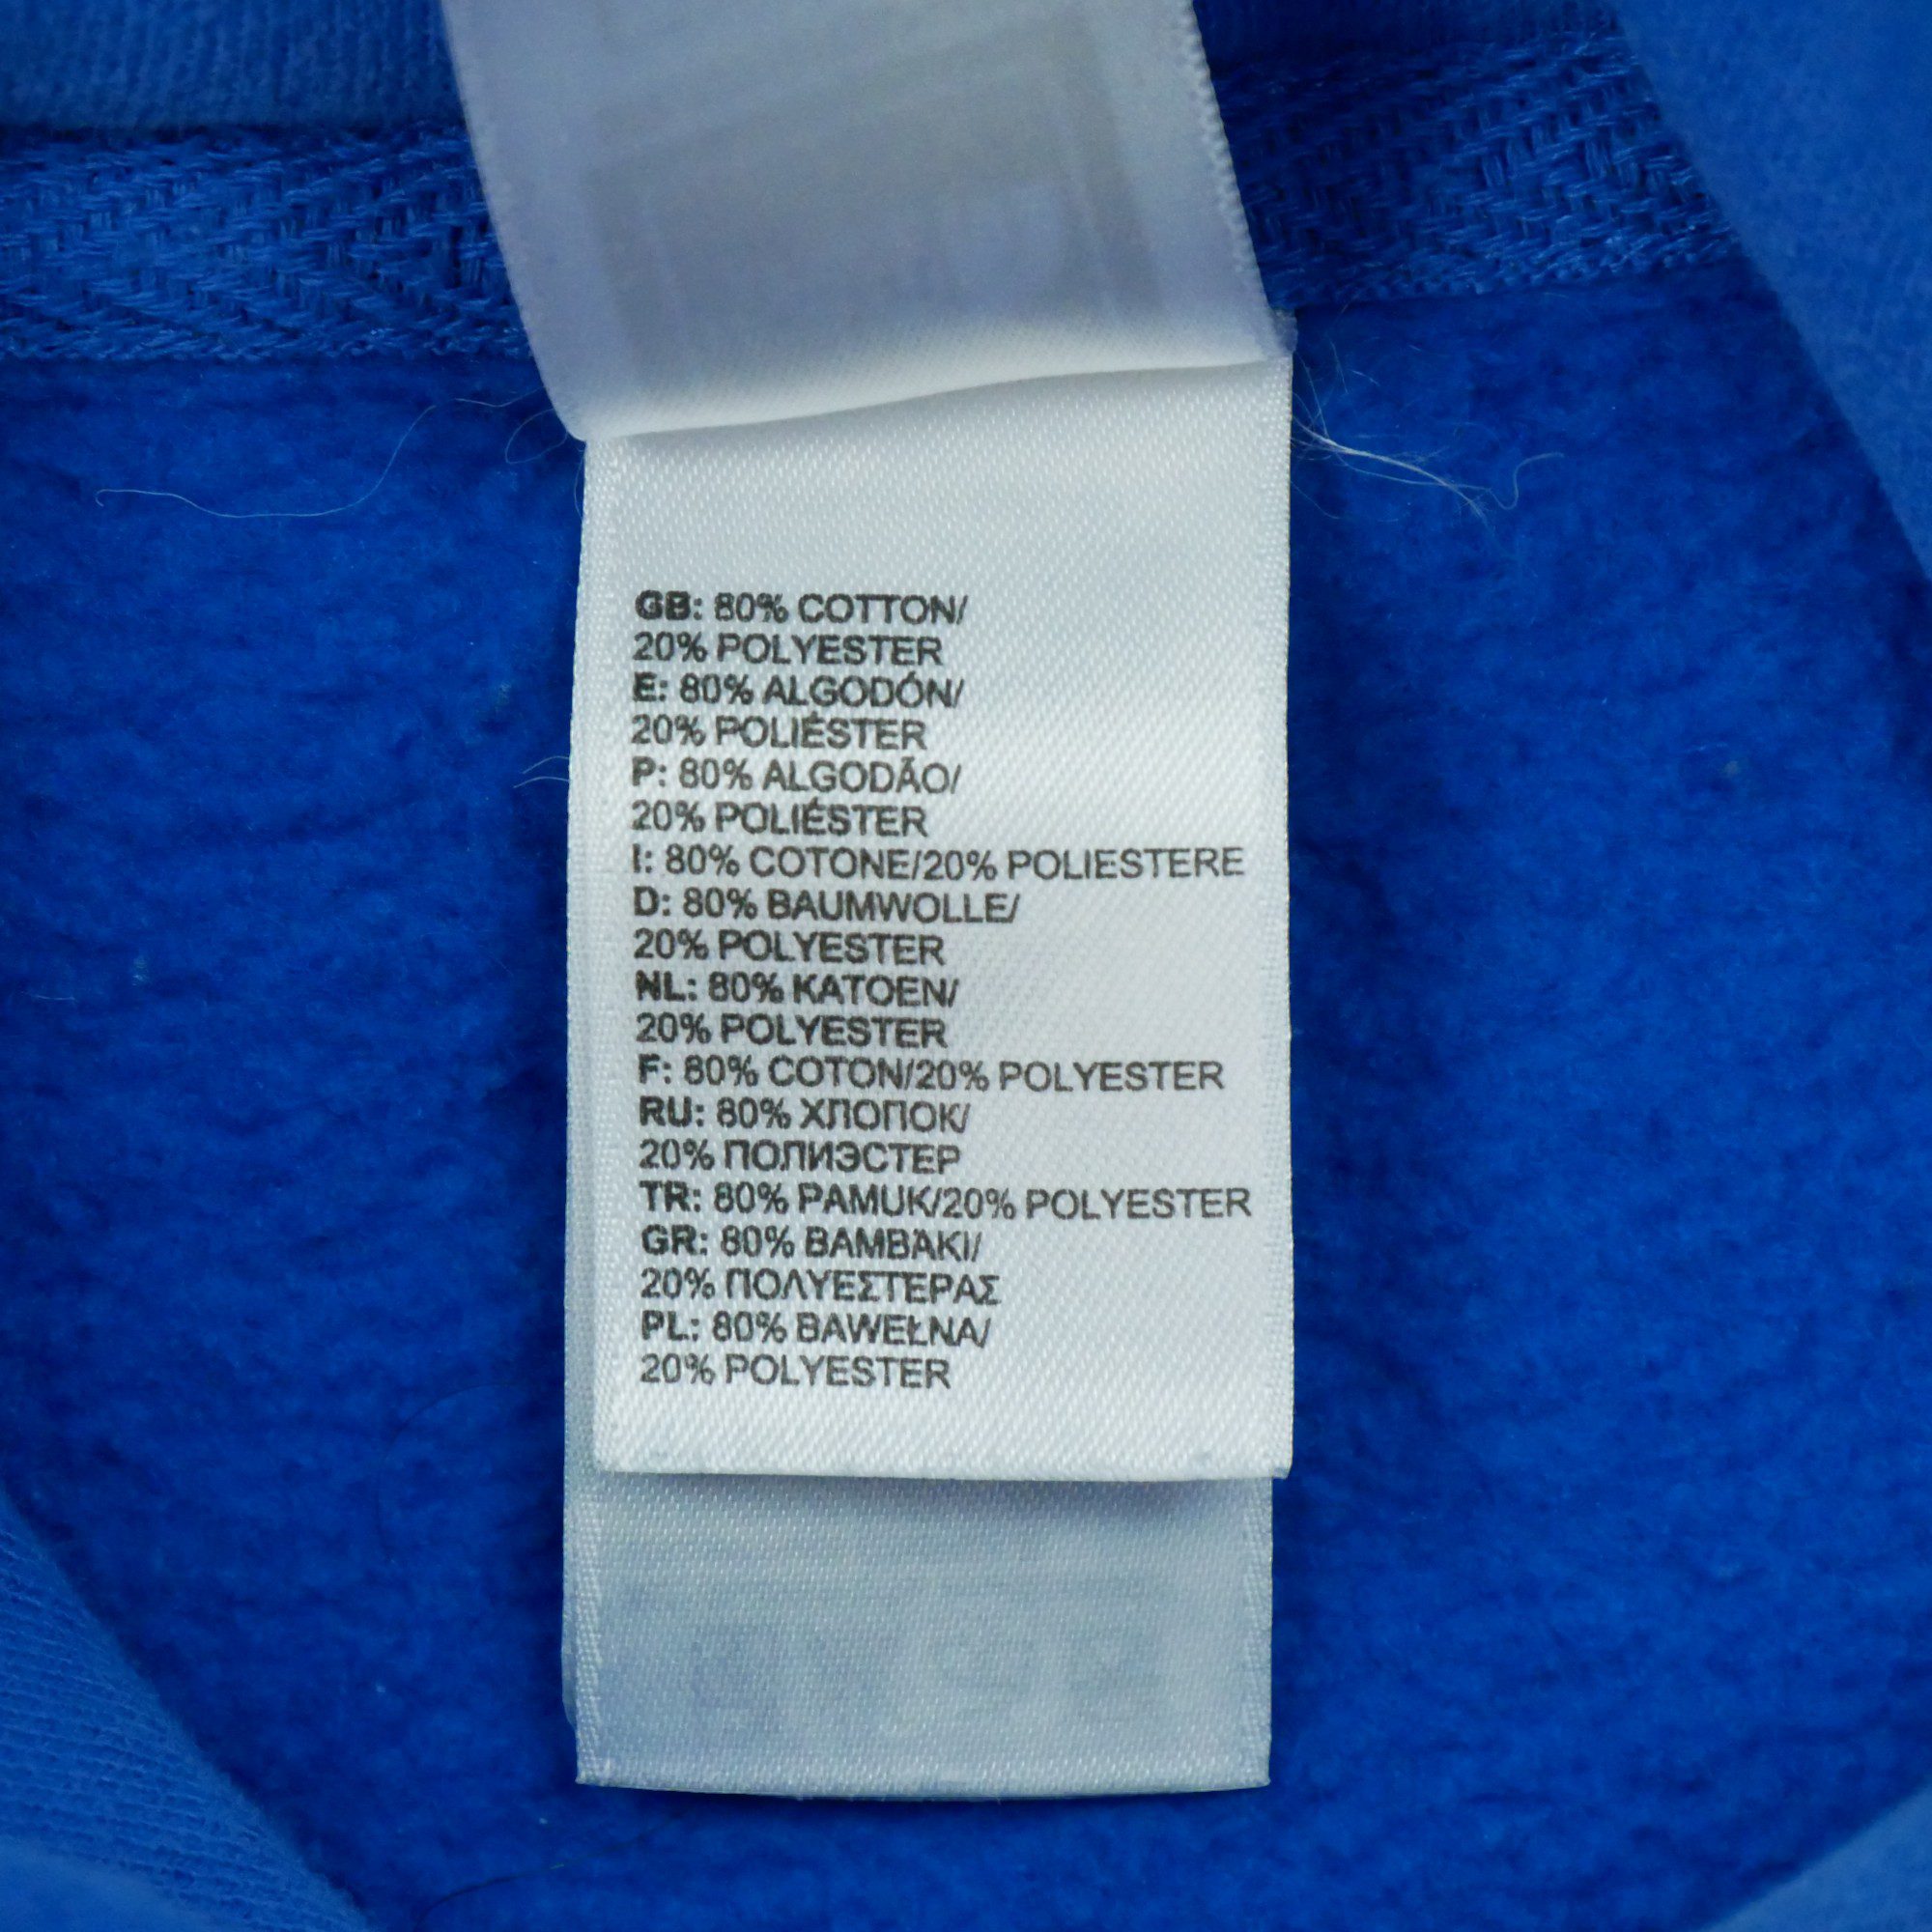 GB: 80% COTTON/
20% POLYESTER
E: 80% ALGODÓN/
20% POLIÉSTER
P: 80% ALGODÃO/
20% POLIÉSTER
I: 80% COTONE/20% POLIESTERE
D: 80% BAUMWOLLE/
20% POLYESTER
NL: 80% KATOEN/
20% POLYESTER
F: 80% COTON/20% POLYESTER
RU: 80% ХЛОПОК/
20% ПОЛИЭСТЕР
TR: 80% PAMUK/20% POLYESTER
GR: 80% ΒΑΜΒΑΚΙ/
20% ΠΟΛΥΕΣΤΕΡΑΣ
PL: 80% BAWEŁNA/
20% POLYESTER